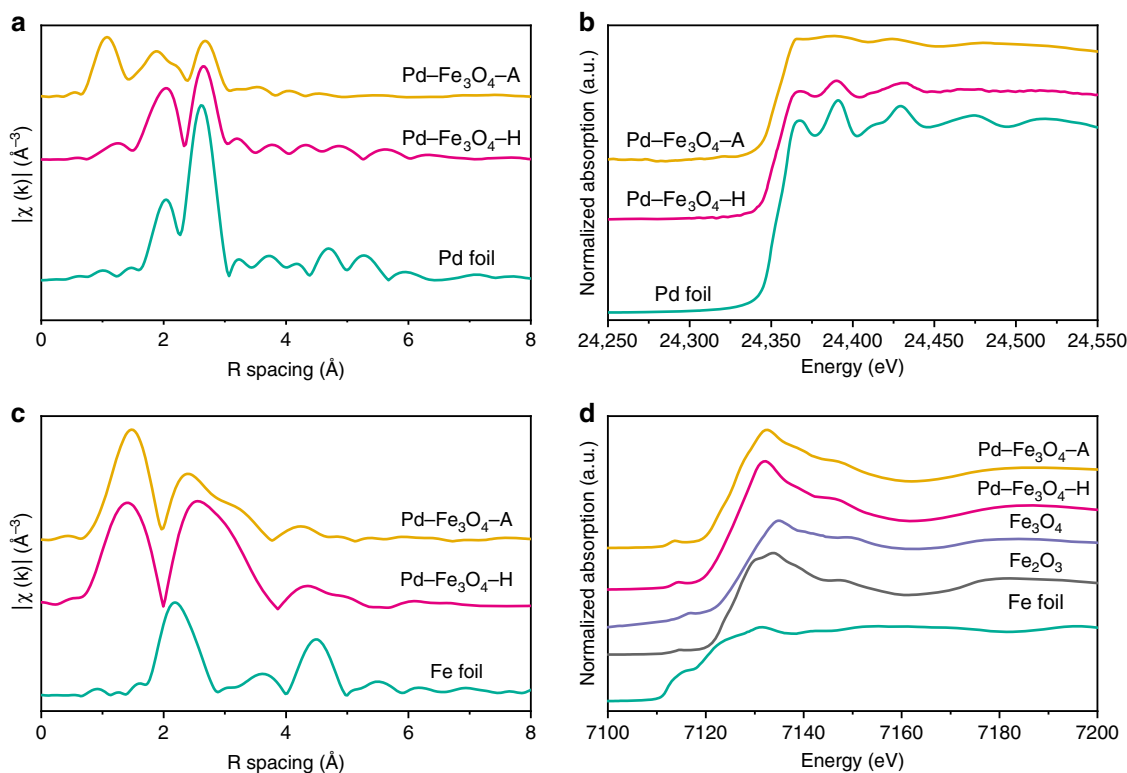 a
|χ (k)| (Å⁻³)
Pd–Fe₃O₄–A
Pd–Fe₃O₄–H
Pd foil
0 2 4 6 8
R spacing (Å)
b
Normalized absorption (a.u.)
Pd–Fe₃O₄–A
Pd–Fe₃O₄–H
Pd foil
24,250 24,300 24,350 24,400 24,450 24,500 24,550
Energy (eV)
c
|χ (k)| (Å⁻³)
Pd–Fe₃O₄–A
Pd–Fe₃O₄–H
Fe foil
0 2 4 6 8
R spacing (Å)
d
Normalized absorption (a.u.)
Pd–Fe₃O₄–A
Pd–Fe₃O₄–H
Fe₃O₄
Fe₂O₃
Fe foil
7100 7120 7140 7160 7180 7200
Energy (eV)